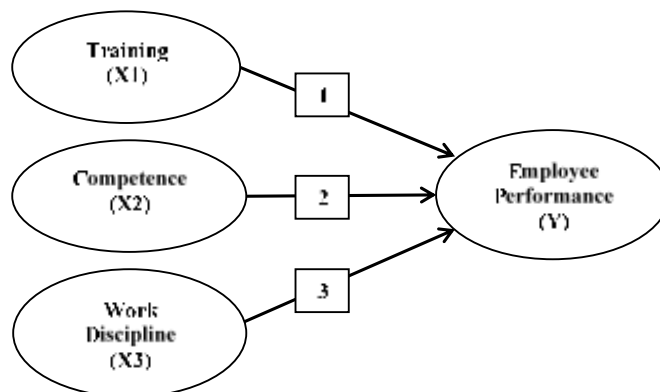 Training
(X1)
1
Competence
(X2)
2
Employee
Performance
(Y)
3
Work
Discipline
(X3)